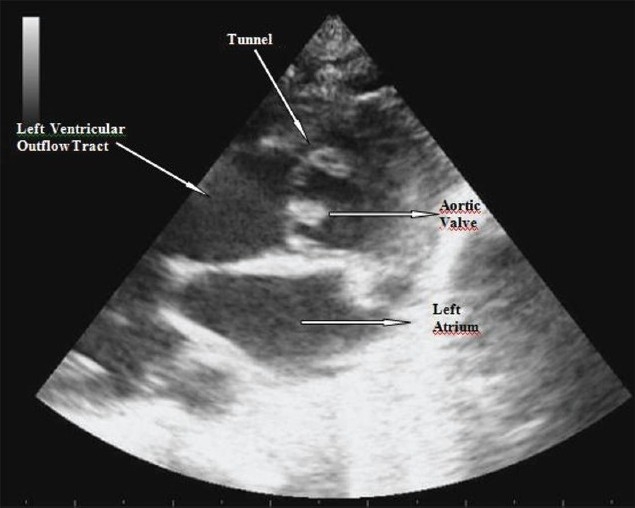 Tunnel
Left Ventricular
Outflow Tract
Aortic
Valve
Left
Atrium